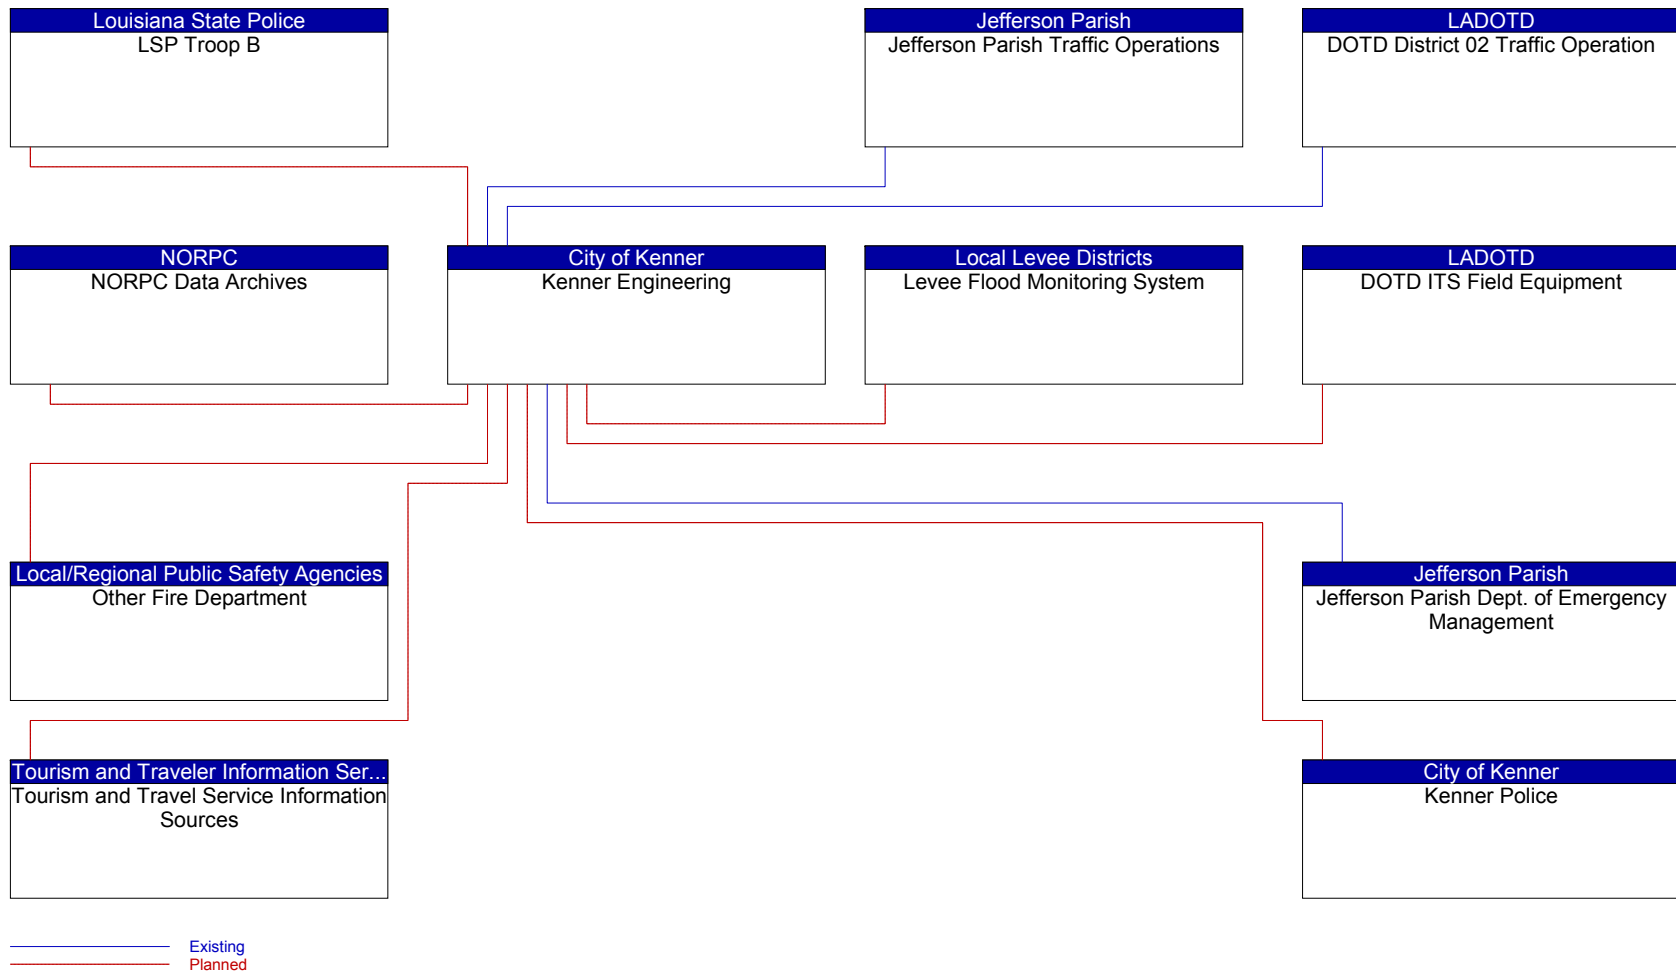 Louisiana State Police
LSP Troop B
Jefferson Parish
Jefferson Parish Traffic Operations
LADOTD
DOTD District 02 Traffic Operation
NORPC
NORPC Data Archives
City of Kenner
Kenner Engineering
Local Levee Districts
Levee Flood Monitoring System
LADOTD
DOTD ITS Field Equipment
Local/Regional Public Safety Agencies
Other Fire Department
Jefferson Parish
Jefferson Parish Dept. of Emergency
Management
Tourism and Traveler Information Ser...
Tourism and Travel Service Information
Sources
City of Kenner
Kenner Police
Existing
Planned